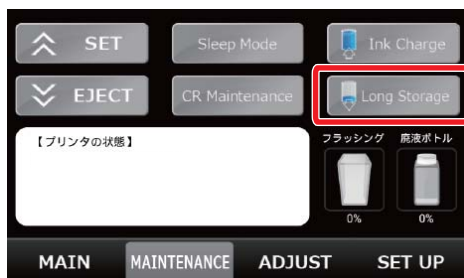 SET
Sleep Mode
Ink Charge
EJECT
CR Maintenance
Long Storage
【プリンタの状態】
フラッシング
廃液ボトル
0%
0%
MAIN
MAINTENANCE
ADJUST
SET UP